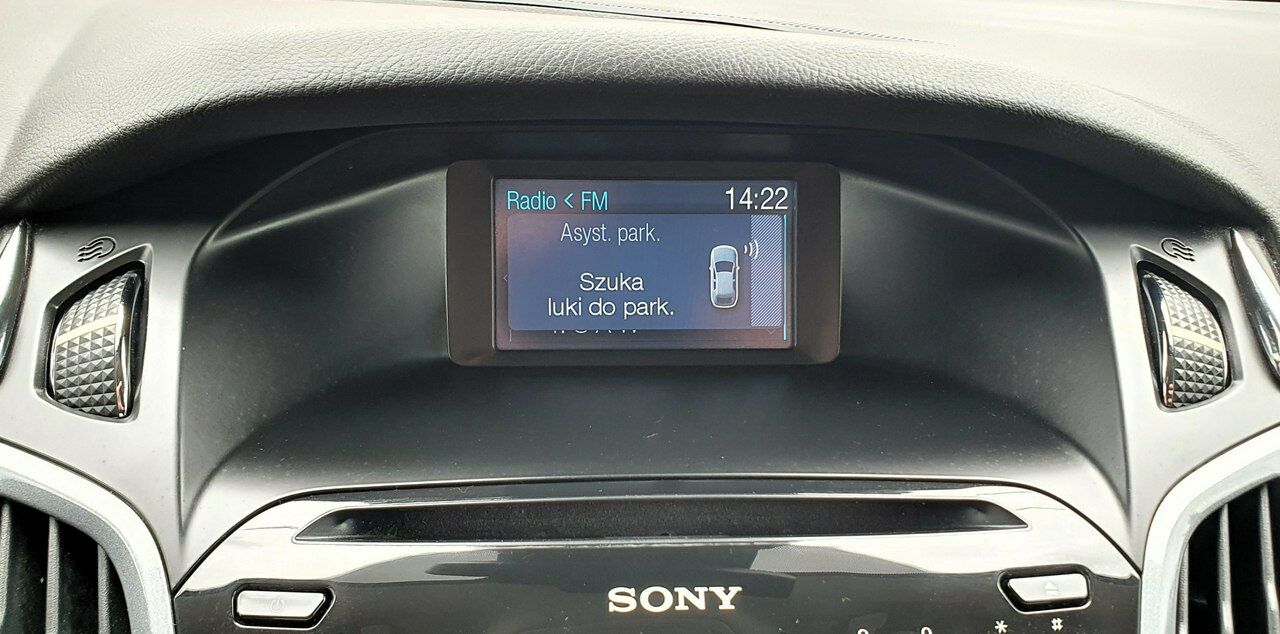 Radio < FM 14:22
Asyst. park.
Szuka
luki do park.
SONY
* #